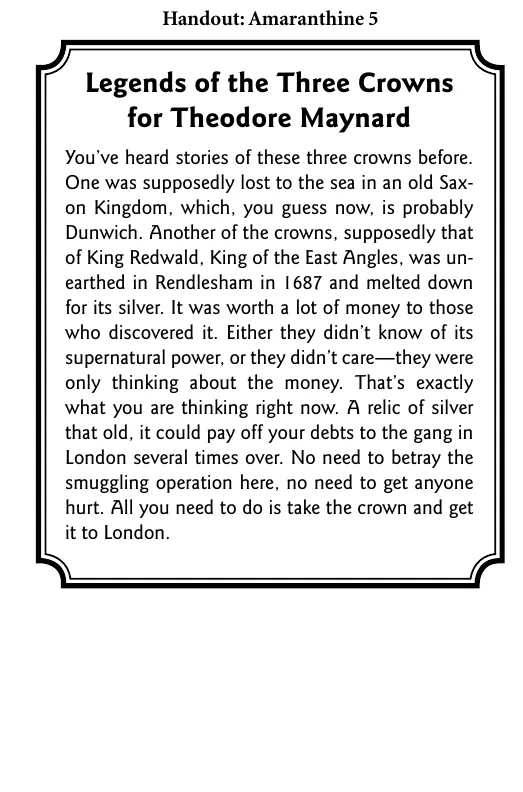 Handout: Amaranthine 5
Legends of the Three Crowns
for Theodore Maynard
You've heard stories of these three crowns before.
One was supposedly lost to the sea in an old Sax-
on Kingdom, which, you guess now, is probably
Dunwich. Another of the crowns, supposedly that
of King Redwald, King of the East Angles, was un-
earthed in Rendlesham in 1687 and melted down
for its silver. It was worth a lot of money to those
who discovered it. Either they didn't know of its
supernatural power, or they didn't care—they were
only thinking about the money. That's exactly
what you are thinking right now. A relic of silver
that old, it could pay off your debts to the gang in
London several times over. No need to betray the
smuggling operation here, no need to get anyone
hurt. All you need to do is take the crown and get
it to London.